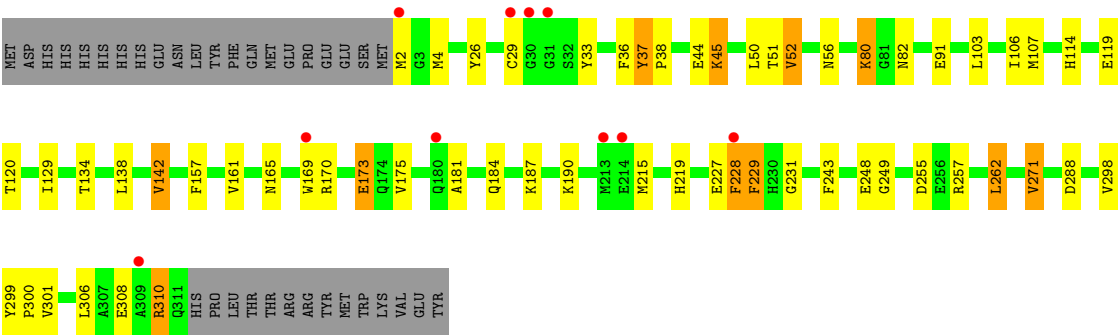 MET ASP HIS HIS HIS HIS HIS HIS GLU ASN LEU TYR PHE GLN MET GLU PRO GLU GLU SER MET M2 G3 M4 Y26 C29 G30 G31 S32 Y33 F36 Y37 P38 E44 K45 L50 T51 V52 N56 K80 G81 N82 E91 L103 I106 M107 H114 E119
T120 I129 T134 L138 V142 F157 V161 N165 W169 R170 E173 Q174 V175 Q180 A181 Q184 K187 K190 M213 E214 M215 H219 E227 F228 F229 H230 G231 F243 E248 G249 D255 E256 R257 L262 V271 D288 V298
Y299 P300 V301 L306 A307 E308 A309 R310 Q311 HIS PRO LEU THR THR ARG ARG TYR MET TRP LYS VAL GLU TYR